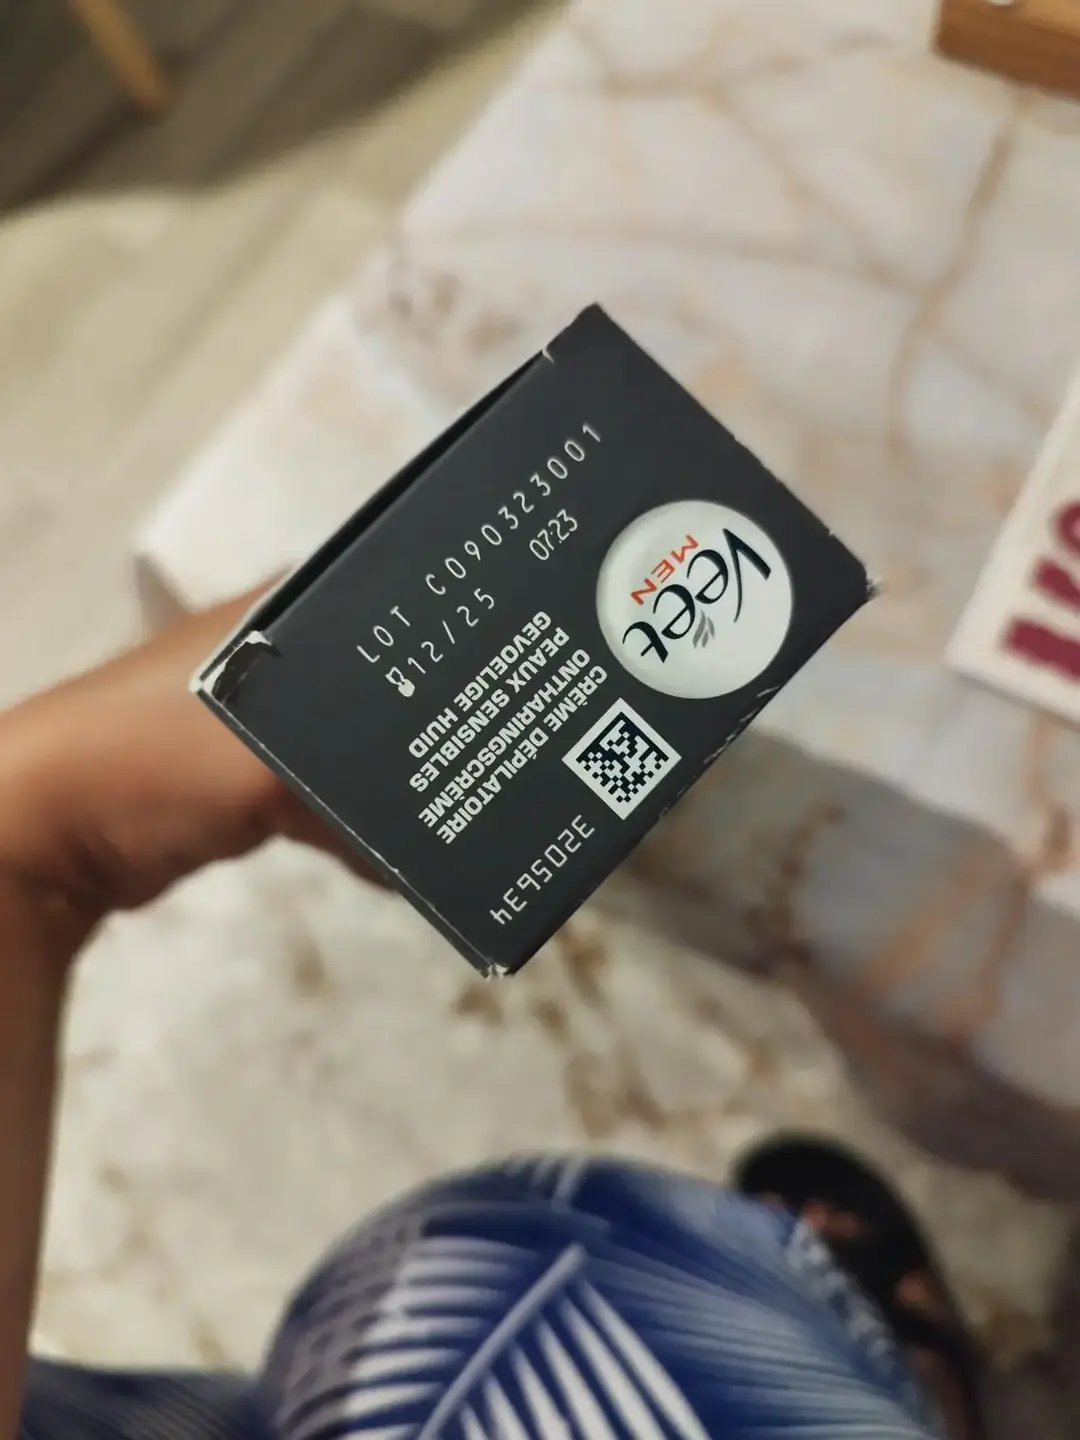 LOT C090323001
12/25
07:23
Veet
MEN
CRÈME DÉPILATOIRE
ONTHARINGSCRÈME
PEAUX SENSIBLES
GEVOELIGE HUID
3205634